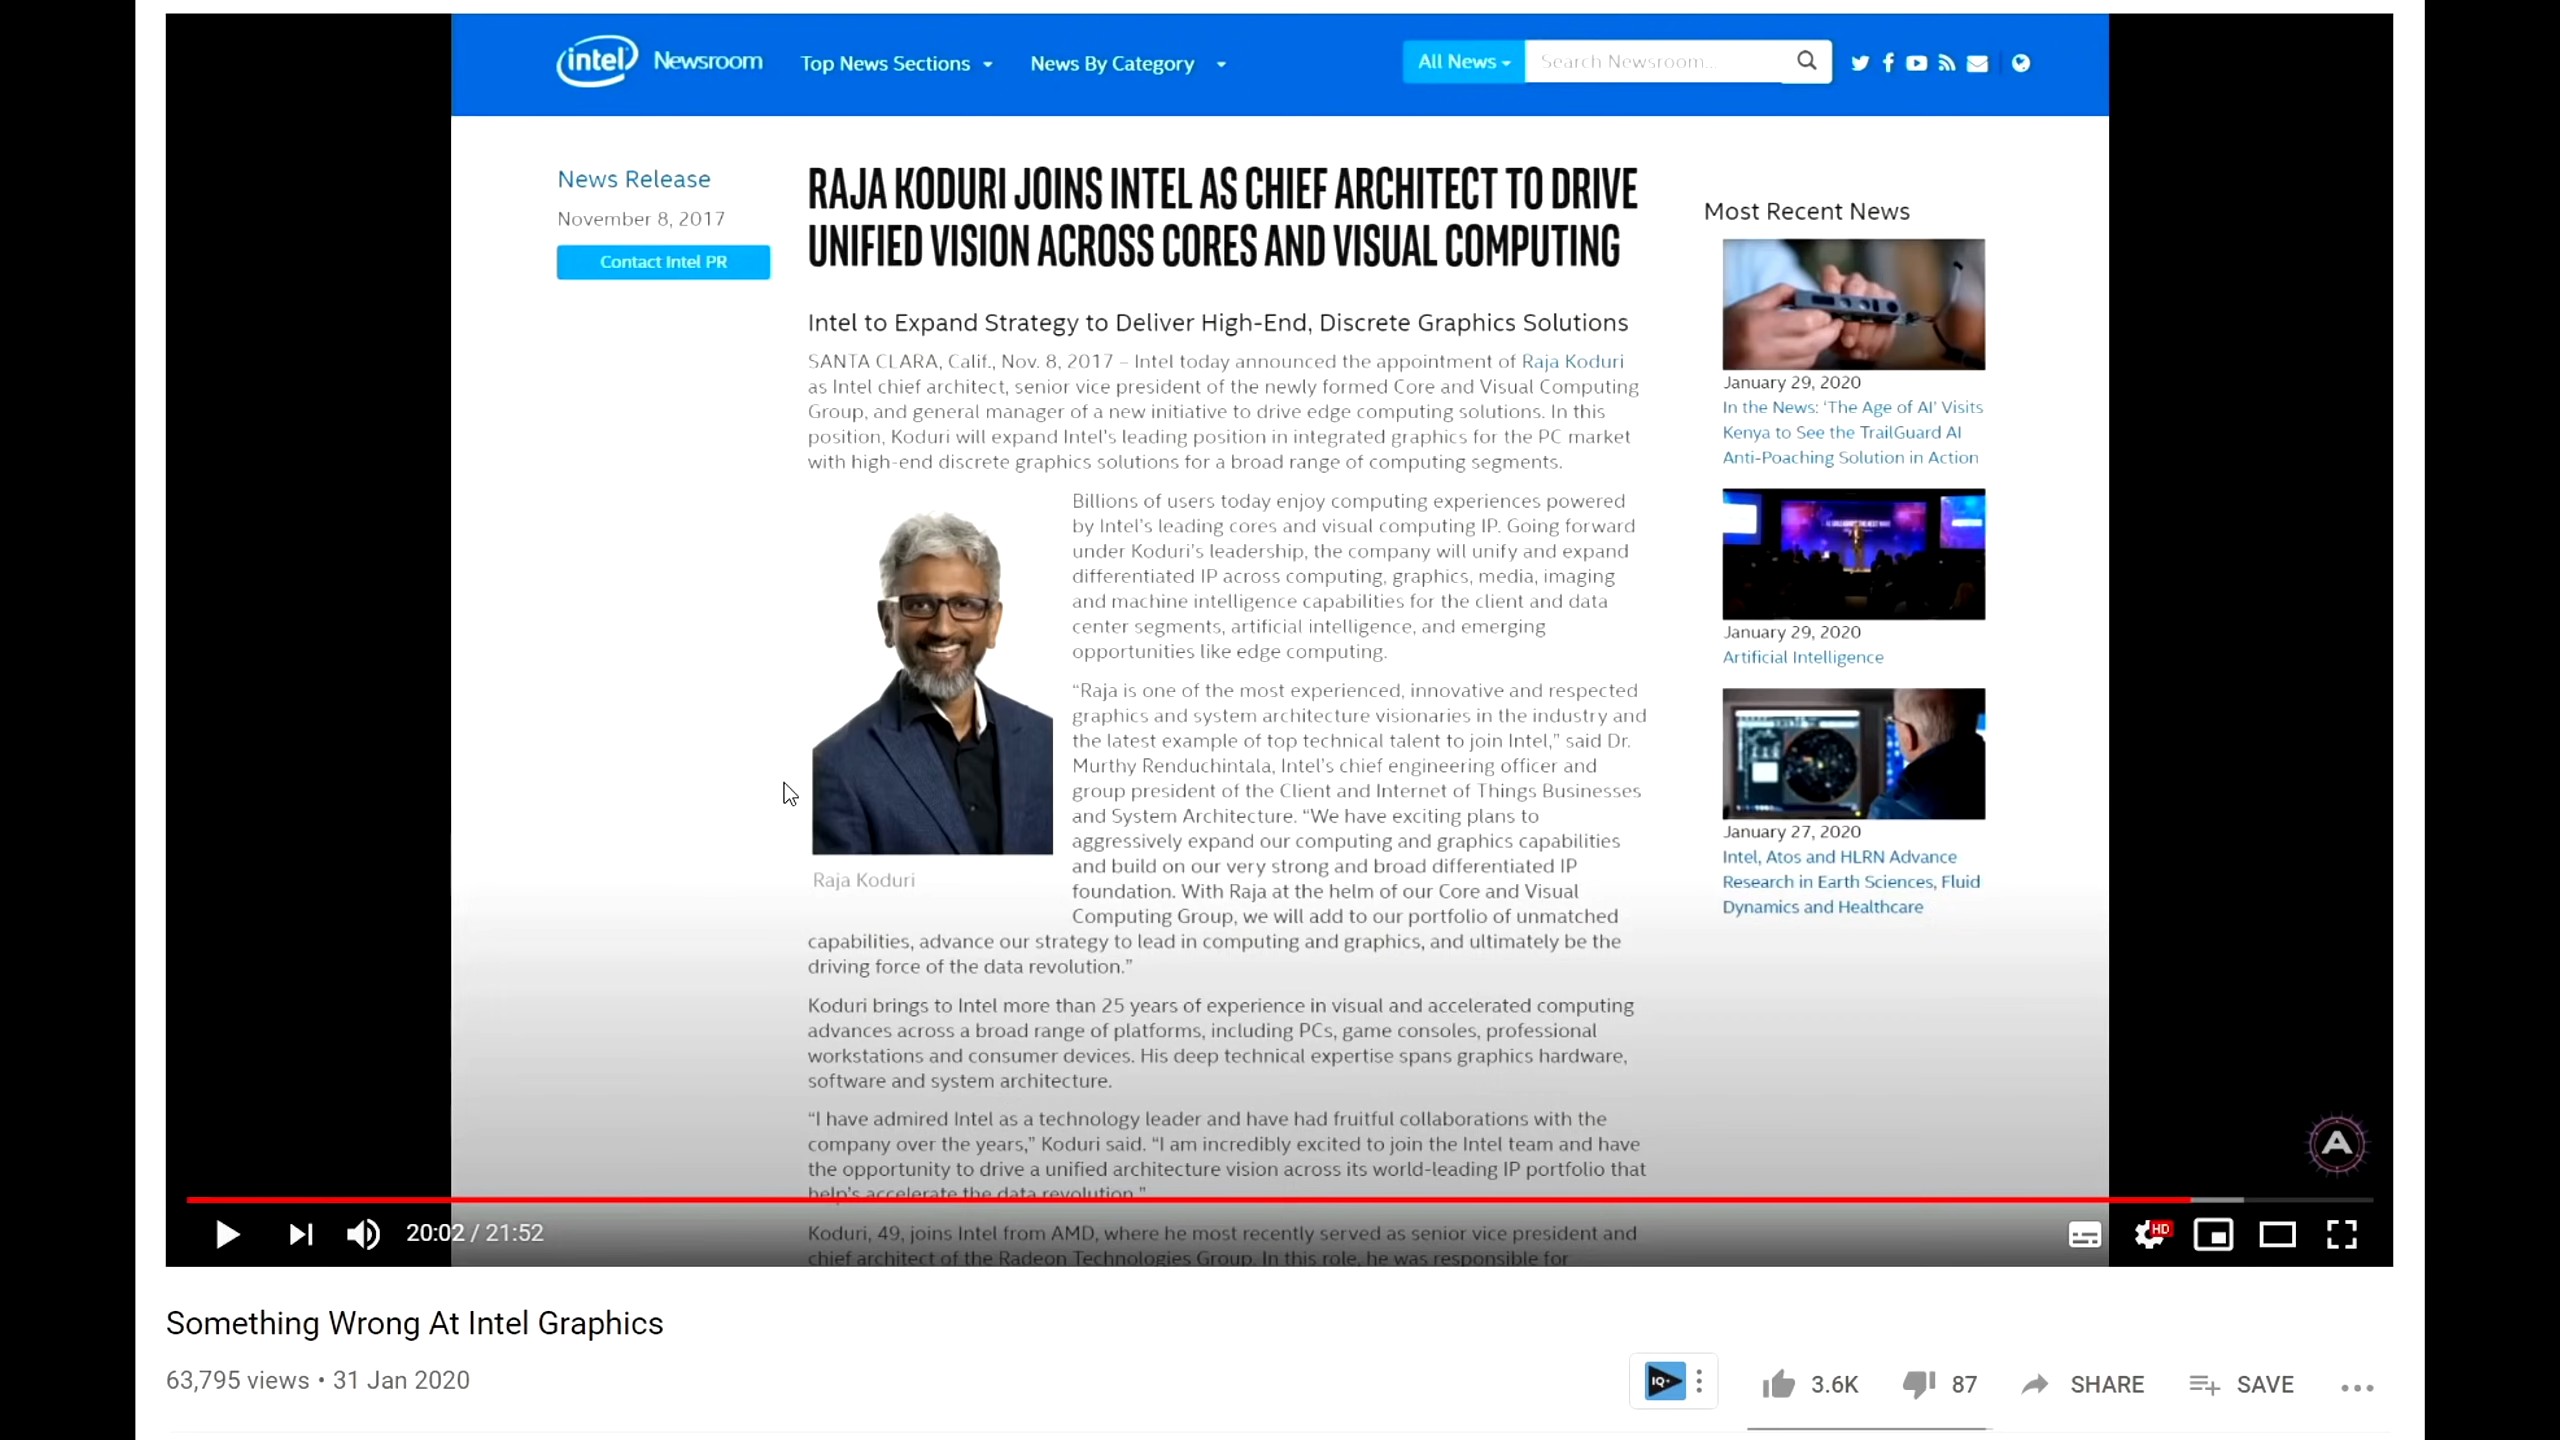 intel Newsroom Top News Sections News By Category All News Search Newsroom...
News Release
November 8, 2017
Contact Intel PR
RAJA KODURI JOINS INTEL AS CHIEF ARCHITECT TO DRIVE
UNIFIED VISION ACROSS CORES AND VISUAL COMPUTING
Intel to Expand Strategy to Deliver High-End, Discrete Graphics Solutions
SANTA CLARA, Calif., Nov. 8, 2017 – Intel today announced the appointment of Raja Koduri
as Intel chief architect, senior vice president of the newly formed Core and Visual Computing
Group, and general manager of a new initiative to drive edge computing solutions. In this
position, Koduri will expand Intel's leading position in integrated graphics for the PC market
with high-end discrete graphics solutions for a broad range of computing segments.
Billions of users today enjoy computing experiences powered
by Intel's leading cores and visual computing IP. Going forward
under Koduri's leadership, the company will unify and expand
differentiated IP across computing, graphics, media, imaging
and machine intelligence capabilities for the client and data
center segments, artificial intelligence, and emerging
opportunities like edge computing.
“Raja is one of the most experienced, innovative and respected
graphics and system architecture visionaries in the industry and
the latest example of top technical talent to join Intel,” said Dr.
Murthy Renduchintala, Intel's chief engineering officer and
group president of the Client and Internet of Things Businesses
and System Architecture. “We have exciting plans to
aggressively expand our computing and graphics capabilities
and build on our very strong and broad differentiated IP
foundation. With Raja at the helm of our Core and Visual
Computing Group, we will add to our portfolio of unmatched
capabilities, advance our strategy to lead in computing and graphics, and ultimately be the
driving force of the data revolution.”
Raja Koduri
Koduri brings to Intel more than 25 years of experience in visual and accelerated computing
advances across a broad range of platforms, including PCs, game consoles, professional
workstations and consumer devices. His deep technical expertise spans graphics hardware,
software and system architecture.
“I have admired Intel as a technology leader and have had fruitful collaborations with the
company over the years,” Koduri said. “I am incredibly excited to join the Intel team and have
the opportunity to drive a unified architecture vision across its world-leading IP portfolio that
help's accelerate the data revolution.”
Koduri, 49, joins Intel from AMD, where he most recently served as senior vice president and
chief architect of the Radeon Technologies Group. In this role, he was responsible for
Most Recent News
January 29, 2020
In the News: ‘The Age of AI’ Visits
Kenya to See the TrailGuard AI
Anti-Poaching Solution in Action
January 29, 2020
Artificial Intelligence
January 27, 2020
Intel, Atos and HLRN Advance
Research in Earth Sciences, Fluid
Dynamics and Healthcare
A
20:02 / 21:52
HD
Something Wrong At Intel Graphics
63,795 views • 31 Jan 2020
IQ
3.6K 87 SHARE SAVE